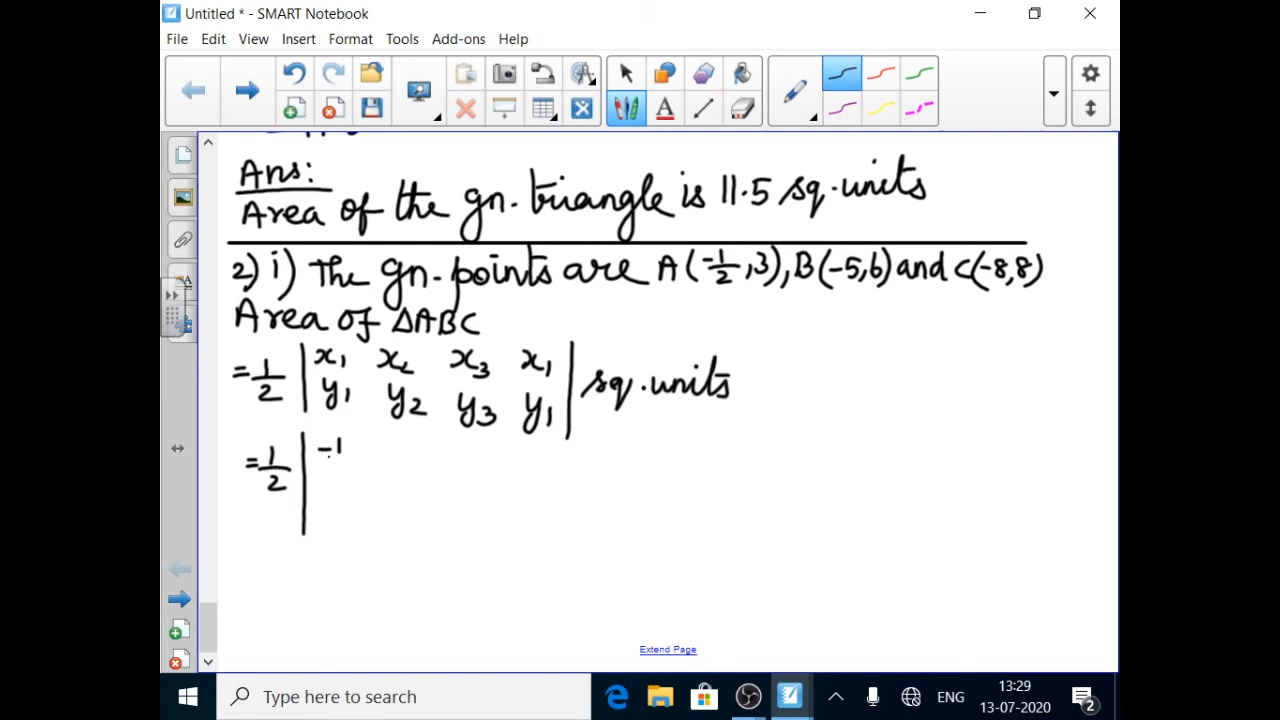 Untitled * - SMART Notebook
File Edit View Insert Format Tools Add-ons Help
Ans:
Area of the gn. triangle is 11.5 sq.units
2) i) The gn. points are A(-1/2,3), B(-5,6) and C(-8,8)
Area of ΔABC
=1/2 | x1 x2 x3 x1 | sq.units
y1 y2 y3 y1
=1/2 | -1
Extend Page
Type here to search
ENG
13:29
13-07-2020
2